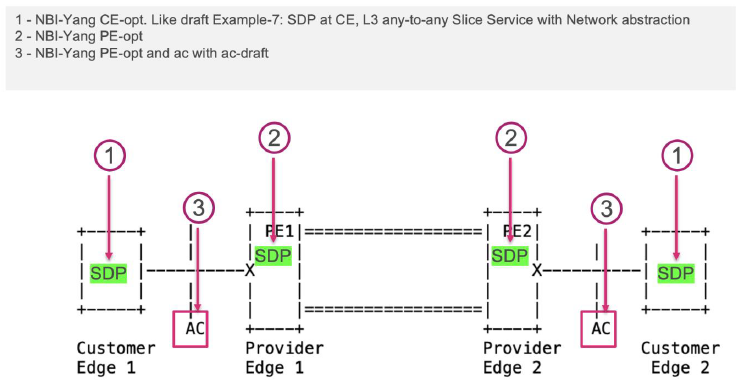 1 - NBI-Yang CE-opt. Like draft Example-7: SDP at CE, L3 any-to-any Slice Service with Network abstraction
2 - NBI-Yang PE-opt
3 - NBI-Yang PE-opt and ac with ac-draft
1
2
2
1
3
3
PE1
PE2
SDP
SDP
SDP
SDP
X
X
AC
AC
Customer
Edge 1
Provider
Edge 1
Provider
Edge 2
Customer
Edge 2